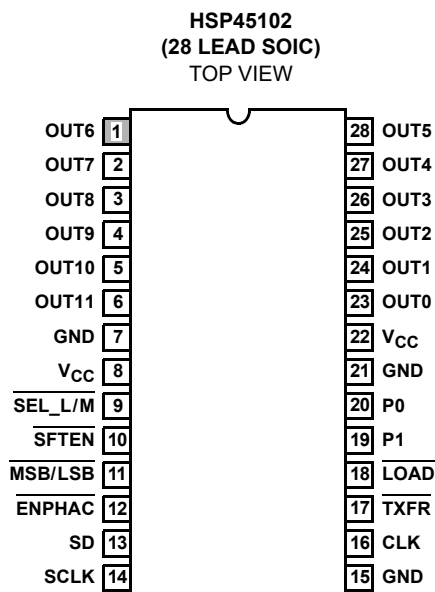 HSP45102
(28 LEAD SOIC)
TOP VIEW
OUT6 1 28 OUT5
OUT7 2 27 OUT4
OUT8 3 26 OUT3
OUT9 4 25 OUT2
OUT10 5 24 OUT1
OUT11 6 23 OUT0
GND 7 22 VCC
VCC 8 21 GND
SEL_L/M 9 20 P0
SFTEN 10 19 P1
MSB/LSB 11 18 LOAD
ENPHAC 12 17 TXFR
SD 13 16 CLK
SCLK 14 15 GND